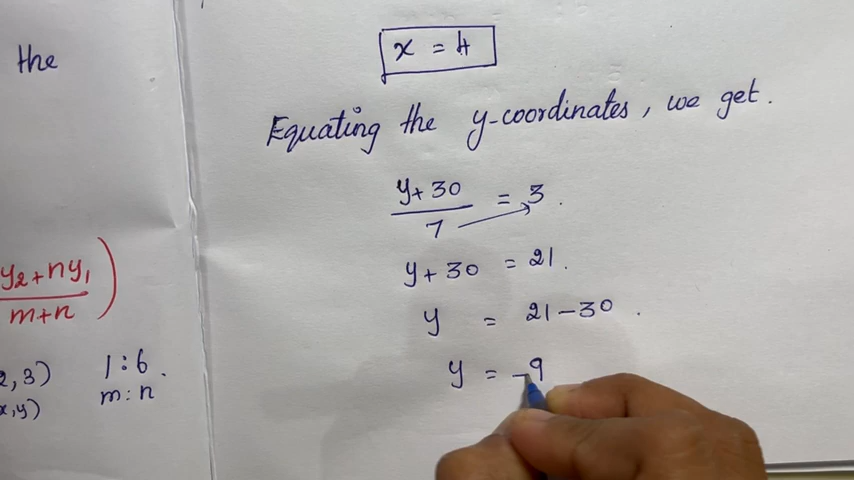 the
y₂+ny₁
m+n
2, 3) 1:6.
x,y) m:n
x = 4
Equating the y-coordinates, we get.
y+30 = 3.
7
y+30 = 21.
y = 21-30.
y = -9